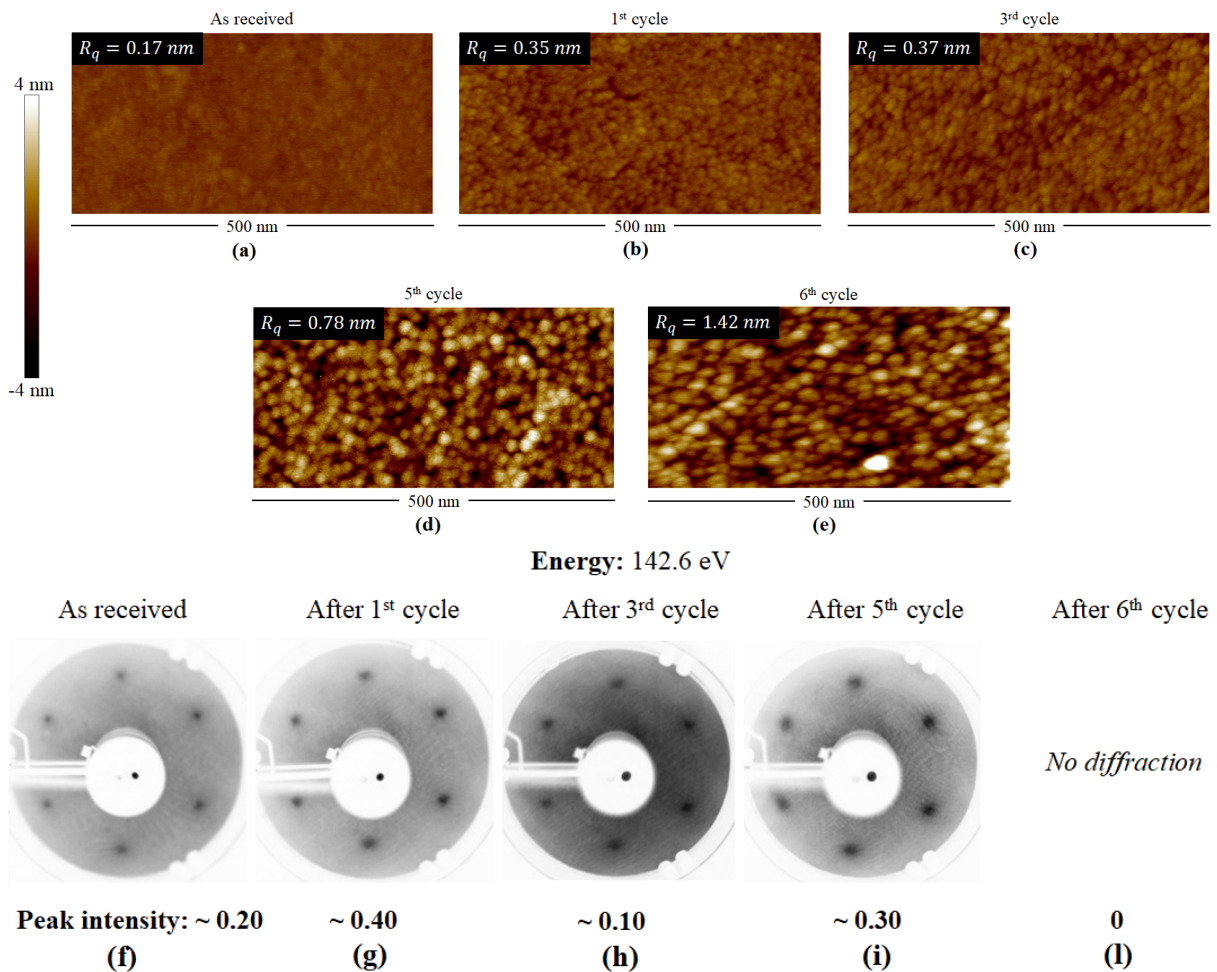 As received
1st cycle
3rd cycle
Rq = 0.17 nm
Rq = 0.35 nm
Rq = 0.37 nm
4 nm
-4 nm
500 nm
500 nm
500 nm
(a)
(b)
(c)
5th cycle
6th cycle
Rq = 0.78 nm
Rq = 1.42 nm
500 nm
500 nm
(d)
(e)
Energy: 142.6 eV
As received
After 1st cycle
After 3rd cycle
After 5th cycle
After 6th cycle
No diffraction
Peak intensity: ~ 0.20
~ 0.40
~ 0.10
~ 0.30
0
(f)
(g)
(h)
(i)
(l)